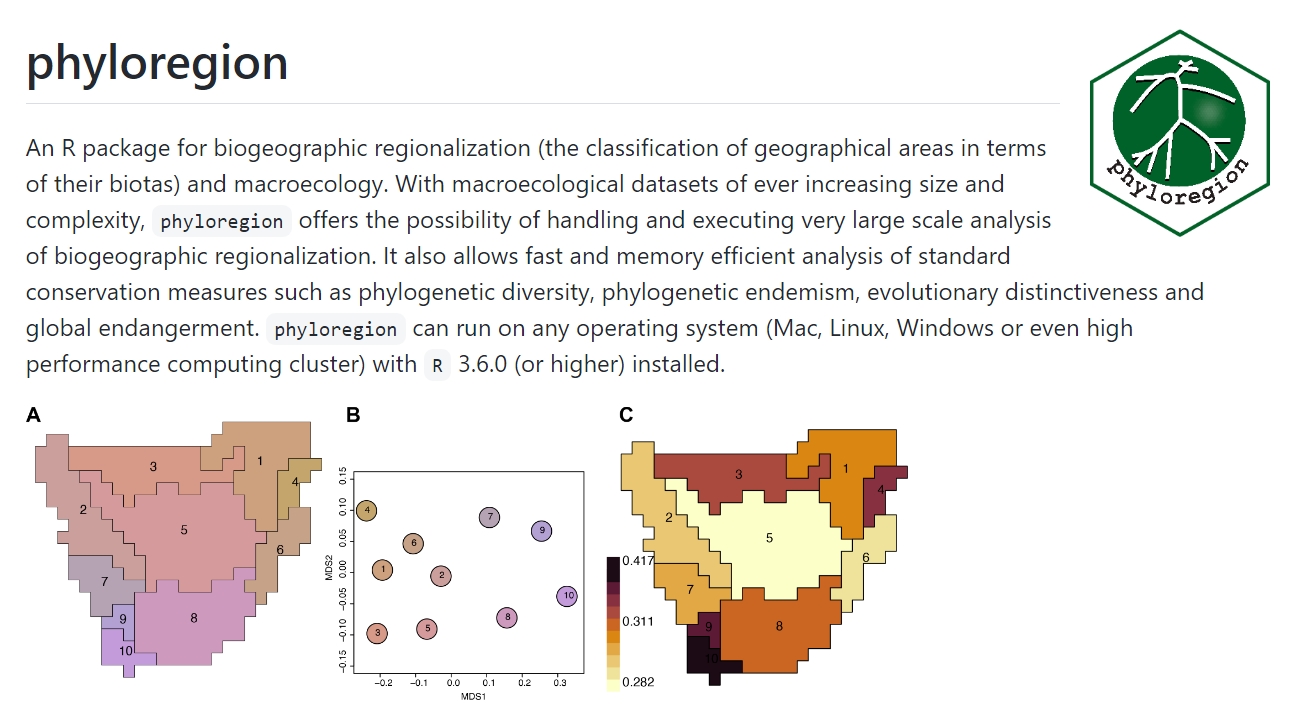 phyloregion
phyloregion
An R package for biogeographic regionalization (the classification of geographical areas in terms
of their biotas) and macroecology. With macroecological datasets of ever increasing size and
complexity, phyloregion offers the possibility of handling and executing very large scale analysis
of biogeographic regionalization. It also allows fast and memory efficient analysis of standard
conservation measures such as phylogenetic diversity, phylogenetic endemism, evolutionary distinctiveness and
global endangerment. phyloregion can run on any operating system (Mac, Linux, Windows or even high
performance computing cluster) with R 3.6.0 (or higher) installed.
A
3
1
4
2
5
6
7
9
8
10
B
MDS2
0.15
0.10
0.05
0.00
−0.05
−0.10
−0.15
4
7
9
6
1
2
10
8
5
3
−0.2 −0.1 0.0 0.1 0.2 0.3
MDS1
C
3
1
4
2
5
6
7
9
8
10
0.417
0.311
0.282